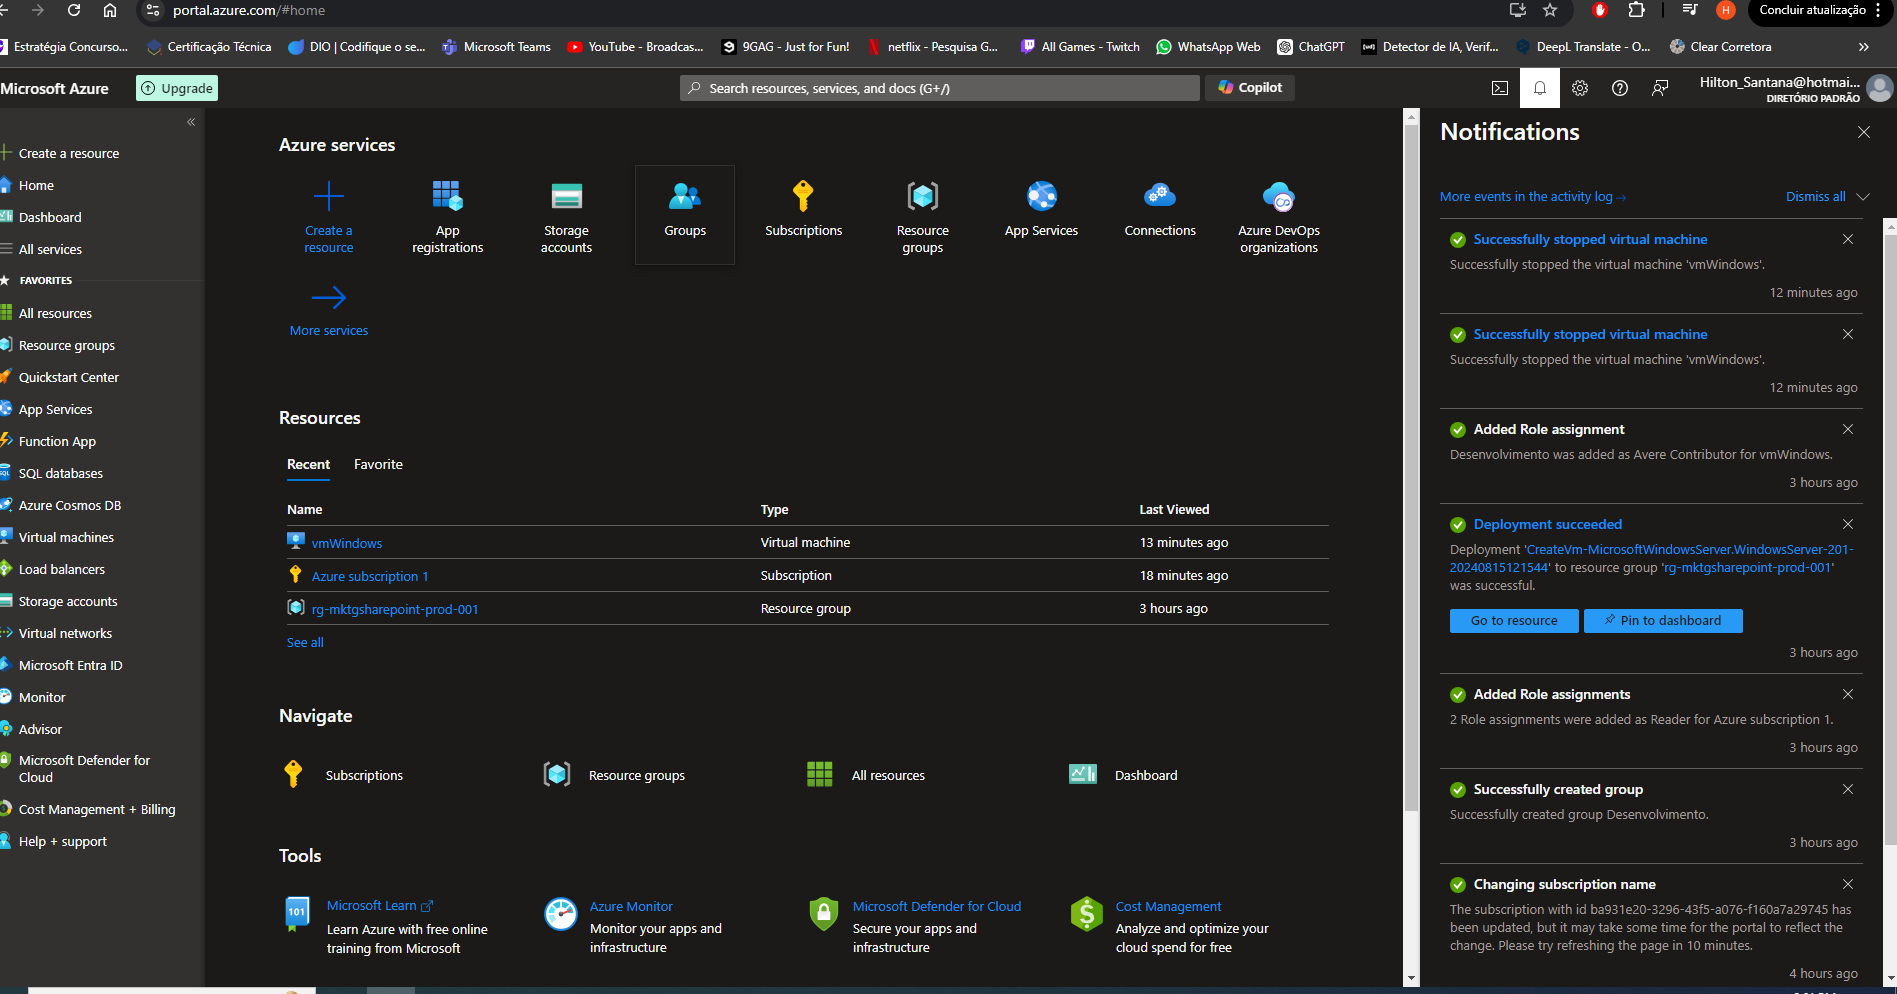 portal.azure.com/#home
Concluir atualização
Estratégia Concurso...
Certificação Técnica
DIO | Codifique o se...
Microsoft Teams
YouTube - Broadcas...
9GAG - Just for Fun!
netflix - Pesquisa G...
All Games - Twitch
WhatsApp Web
ChatGPT
Detector de IA, Verif...
DeepL Translate - O...
Clear Corretora
Microsoft Azure
Upgrade
Search resources, services, and docs (G+/)
Copilot
Hilton_Santana@hotmai...
DIRETÓRIO PADRÃO
Create a resource
Home
Dashboard
All services
FAVORITES
All resources
Resource groups
Quickstart Center
App Services
Function App
SQL databases
Azure Cosmos DB
Virtual machines
Load balancers
Storage accounts
Virtual networks
Microsoft Entra ID
Monitor
Advisor
Microsoft Defender for
Cloud
Cost Management + Billing
Help + support
Azure services
Create a
resource
App
registrations
Storage
accounts
Groups
Subscriptions
Resource
groups
App Services
Connections
Azure DevOps
organizations
More services
Resources
Recent
Favorite
Name Type Last Viewed
vmWindows Virtual machine 13 minutes ago
Azure subscription 1 Subscription 18 minutes ago
rg-mktgsharepoint-prod-001 Resource group 3 hours ago
See all
Navigate
Subscriptions
Resource groups
All resources
Dashboard
Tools
101
Microsoft Learn
Learn Azure with free online
training from Microsoft
Azure Monitor
Monitor your apps and
infrastructure
Microsoft Defender for Cloud
Secure your apps and
infrastructure
Cost Management
Analyze and optimize your
cloud spend for free
Notifications
More events in the activity log →
Dismiss all
Successfully stopped virtual machine
Successfully stopped the virtual machine 'vmWindows'.
12 minutes ago
Successfully stopped virtual machine
Successfully stopped the virtual machine 'vmWindows'.
12 minutes ago
Added Role assignment
Desenvolvimento was added as Avere Contributor for vmWindows.
3 hours ago
Deployment succeeded
Deployment 'CreateVm-MicrosoftWindowsServer.WindowsServer-201-
20240815121544' to resource group 'rg-mktgsharepoint-prod-001'
was successful.
Go to resource
Pin to dashboard
3 hours ago
Added Role assignments
2 Role assignments were added as Reader for Azure subscription 1.
3 hours ago
Successfully created group
Successfully created group Desenvolvimento.
3 hours ago
Changing subscription name
The subscription with id ba931e20-3296-43f5-a076-f160a7a29745 has
been updated, but it may take some time for the portal to reflect the
change. Please try refreshing the page in 10 minutes.
4 hours ago